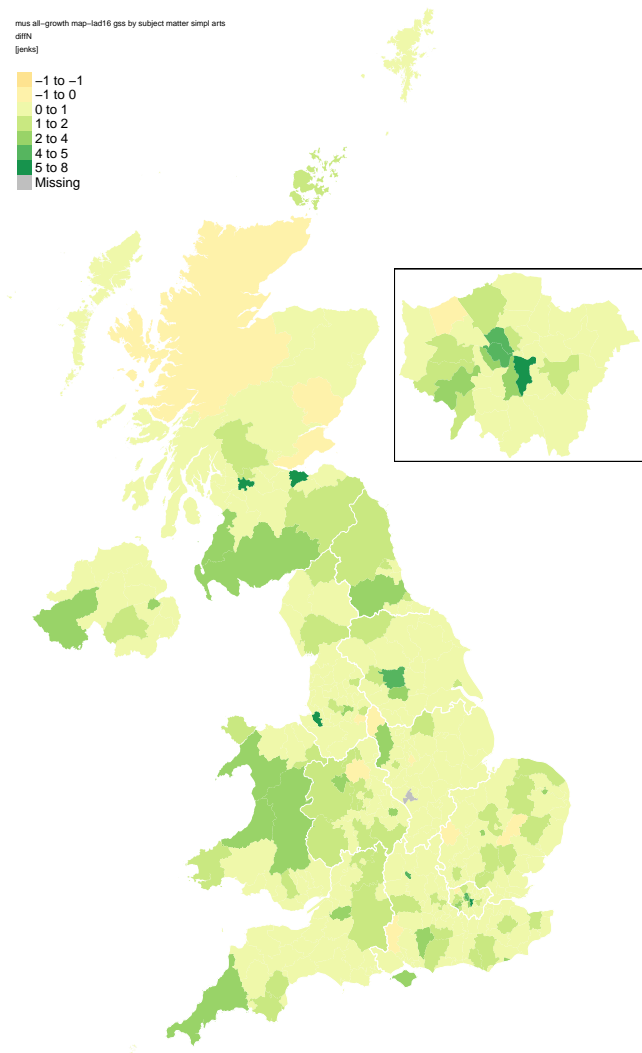 mus all−growth map−lad16 gss by subject matter simpl arts
diffN
[jenks]
−1 to −1
−1 to 0
0 to 1
1 to 2
2 to 4
4 to 5
5 to 8
Missing